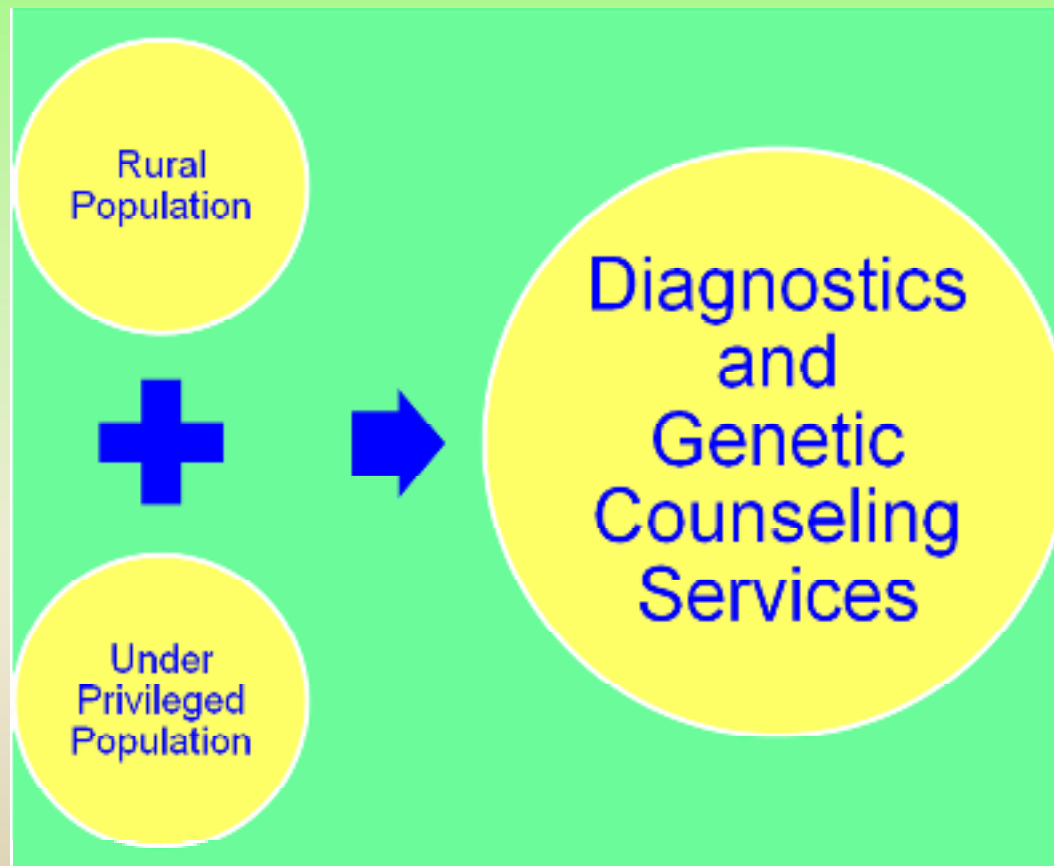 Rural
Population
Under
Privileged
Population
Diagnostics
and
Genetic
Counseling
Services